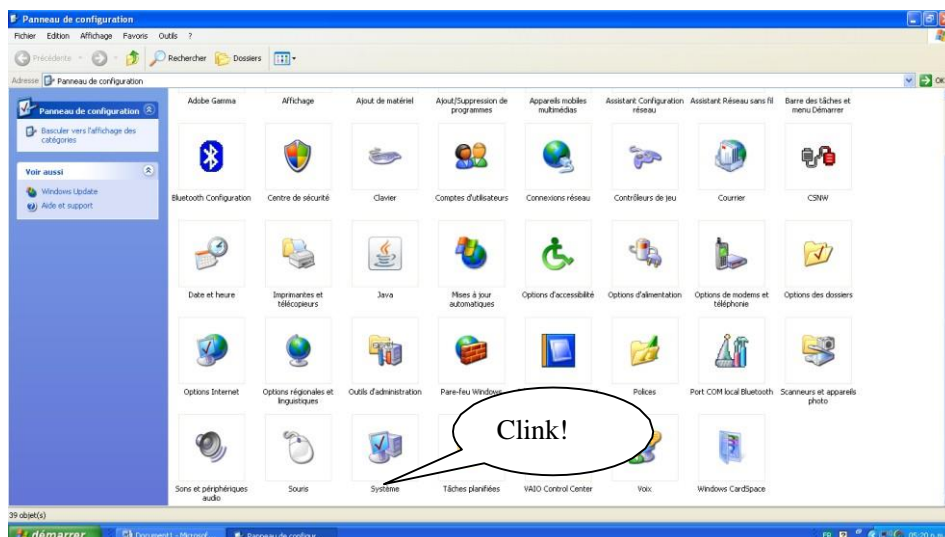 Panneau de configuration
Fichier Edition Affichage Favoris Outils ?
Précédente Rechercher Dossiers
Adresse Panneau de configuration OK
Panneau de configuration
Basculer vers l'affichage des
catégories
Voir aussi
Windows Update
Aide et support
Adobe Gamma Affichage Ajout de matériel Ajout/Suppression de Appareils mobiles Assistant Configuration Assistant Réseau sans fil Barre des tâches et
programmes multimédias réseau menu Démarrer
Bluetooth Configuration Centre de sécurité Clavier Comptes d'utilisateurs Connexions réseau Contrôleurs de jeu Courrier CSNW
Date et heure Imprimantes et Java Mises à jour Options d'accessibilité Options d'alimentation Options de modems et Options des dossiers
télécopieurs automatiques téléphonie
Options Internet Options régionales et Outils d'administration Pare-feu Windows Polices Port COM local Bluetooth Scanneurs et appareils
linguistiques photo
Clink!
Sons et périphériques Souris Système Tâches planifiées VAIO Control Center Voix Windows CardSpace
audio
39 objet(s)
démarrer Document1 - Microsof... Panneau de configur... FR 05:20 p.m.